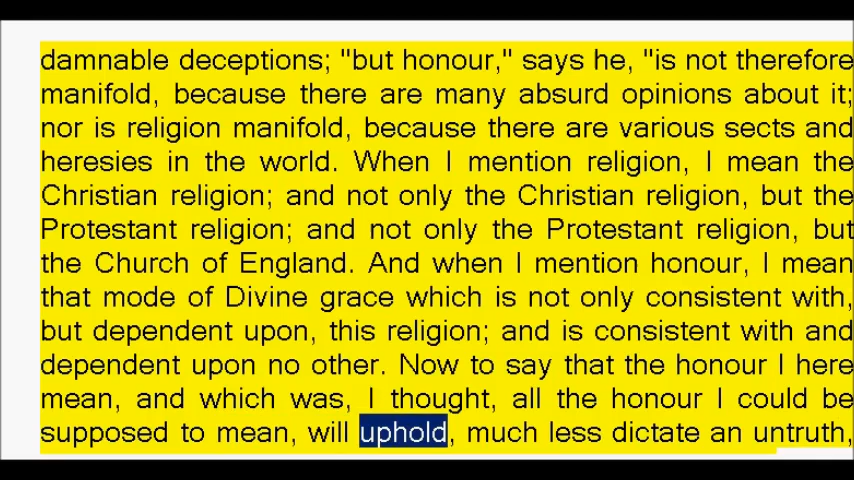 damnable deceptions; "but honour," says he, "is not therefore
manifold, because there are many absurd opinions about it;
nor is religion manifold, because there are various sects and
heresies in the world. When I mention religion, I mean the
Christian religion; and not only the Christian religion, but the
Protestant religion; and not only the Protestant religion, but
the Church of England. And when I mention honour, I mean
that mode of Divine grace which is not only consistent with,
but dependent upon, this religion; and is consistent with and
dependent upon no other. Now to say that the honour I here
mean, and which was, I thought, all the honour I could be
supposed to mean, will uphold, much less dictate an untruth,